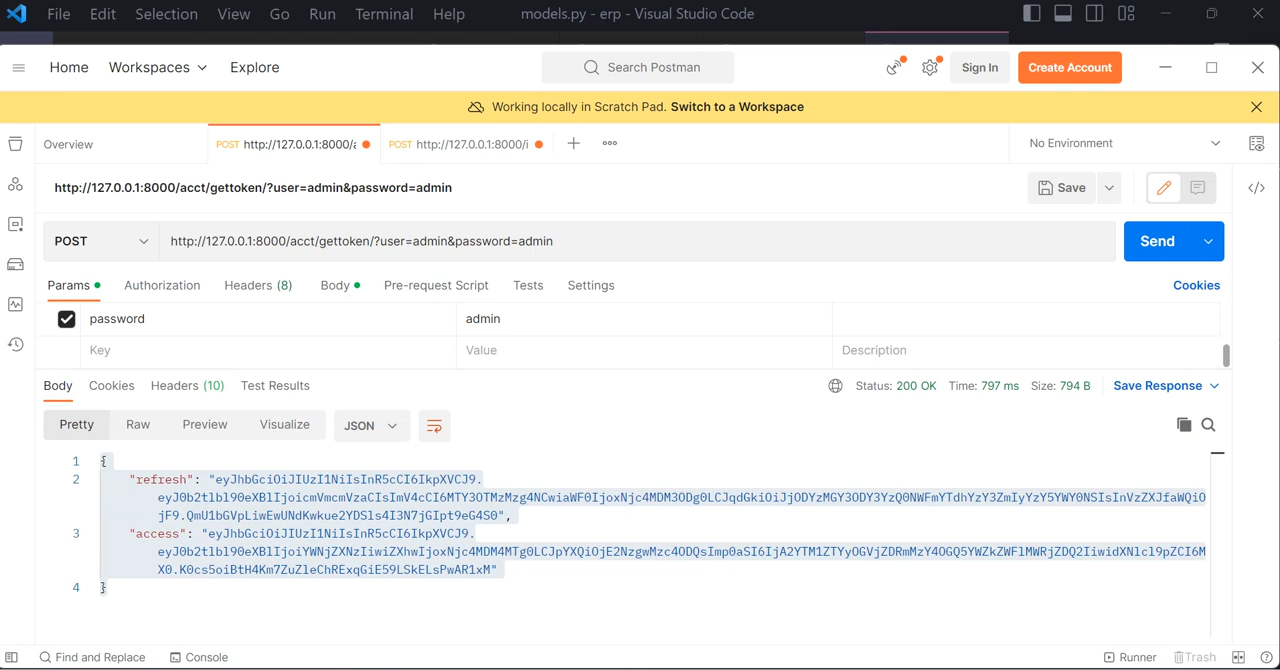 File Edit Selection View Go Run Terminal Help models.py - erp - Visual Studio Code
Home Workspaces Explore Search Postman Sign In Create Account
Working locally in Scratch Pad. Switch to a Workspace
Overview POST http://127.0.0.1:8000/a POST http://127.0.0.1:8000/i No Environment
http://127.0.0.1:8000/acct/gettoken/?user=admin&password=admin Save
POST http://127.0.0.1:8000/acct/gettoken/?user=admin&password=admin Send
Params Authorization Headers (8) Body Pre-request Script Tests Settings Cookies
password admin
Key Value Description
Body Cookies Headers (10) Test Results Status: 200 OK Time: 797 ms Size: 794 B Save Response
Pretty Raw Preview Visualize JSON
1 {
2 "refresh": "eyJhbGciOiJIUzI1NiIsInR5cCI6IkpXVCJ9.
eyJ0b2tlbl90eXBlIjoicmVmcmVzaCIsImV4cCI6MTY3OTMzMzg4NCwiaWF0IjoxNjc4MDM3ODg0LCJqdGkiOiJjODYzMGY3ODY3YzQ0NWFmYTdhYzY3ZmIyYzY5YWY0NSIsInVzZXJfaWQiO
jF9.QmU1bGVpLiwEwUNdKwkue2YDSls4I3N7jGIpt9eG4S0",
3 "access": "eyJhbGciOiJIUzI1NiIsInR5cCI6IkpXVCJ9.
eyJ0b2tlbl90eXBlIjoiYWNjZXNzIiwiZXhwIjoxNjc4MDM4MTg0LCJpYXQiOjE2NzgwMzc4ODQsImp0aSI6IjA2YTM1ZTYyOGVjZDRmMzY4OGQ5YWZkZWFlMWRjZDQ2IiwidXNlcl9pZCI6M
X0.K0cs5oiBtH4Km7ZuZleChRExqGiE59LSkELsPwAR1xM"
4 }
Find and Replace Console Runner Trash